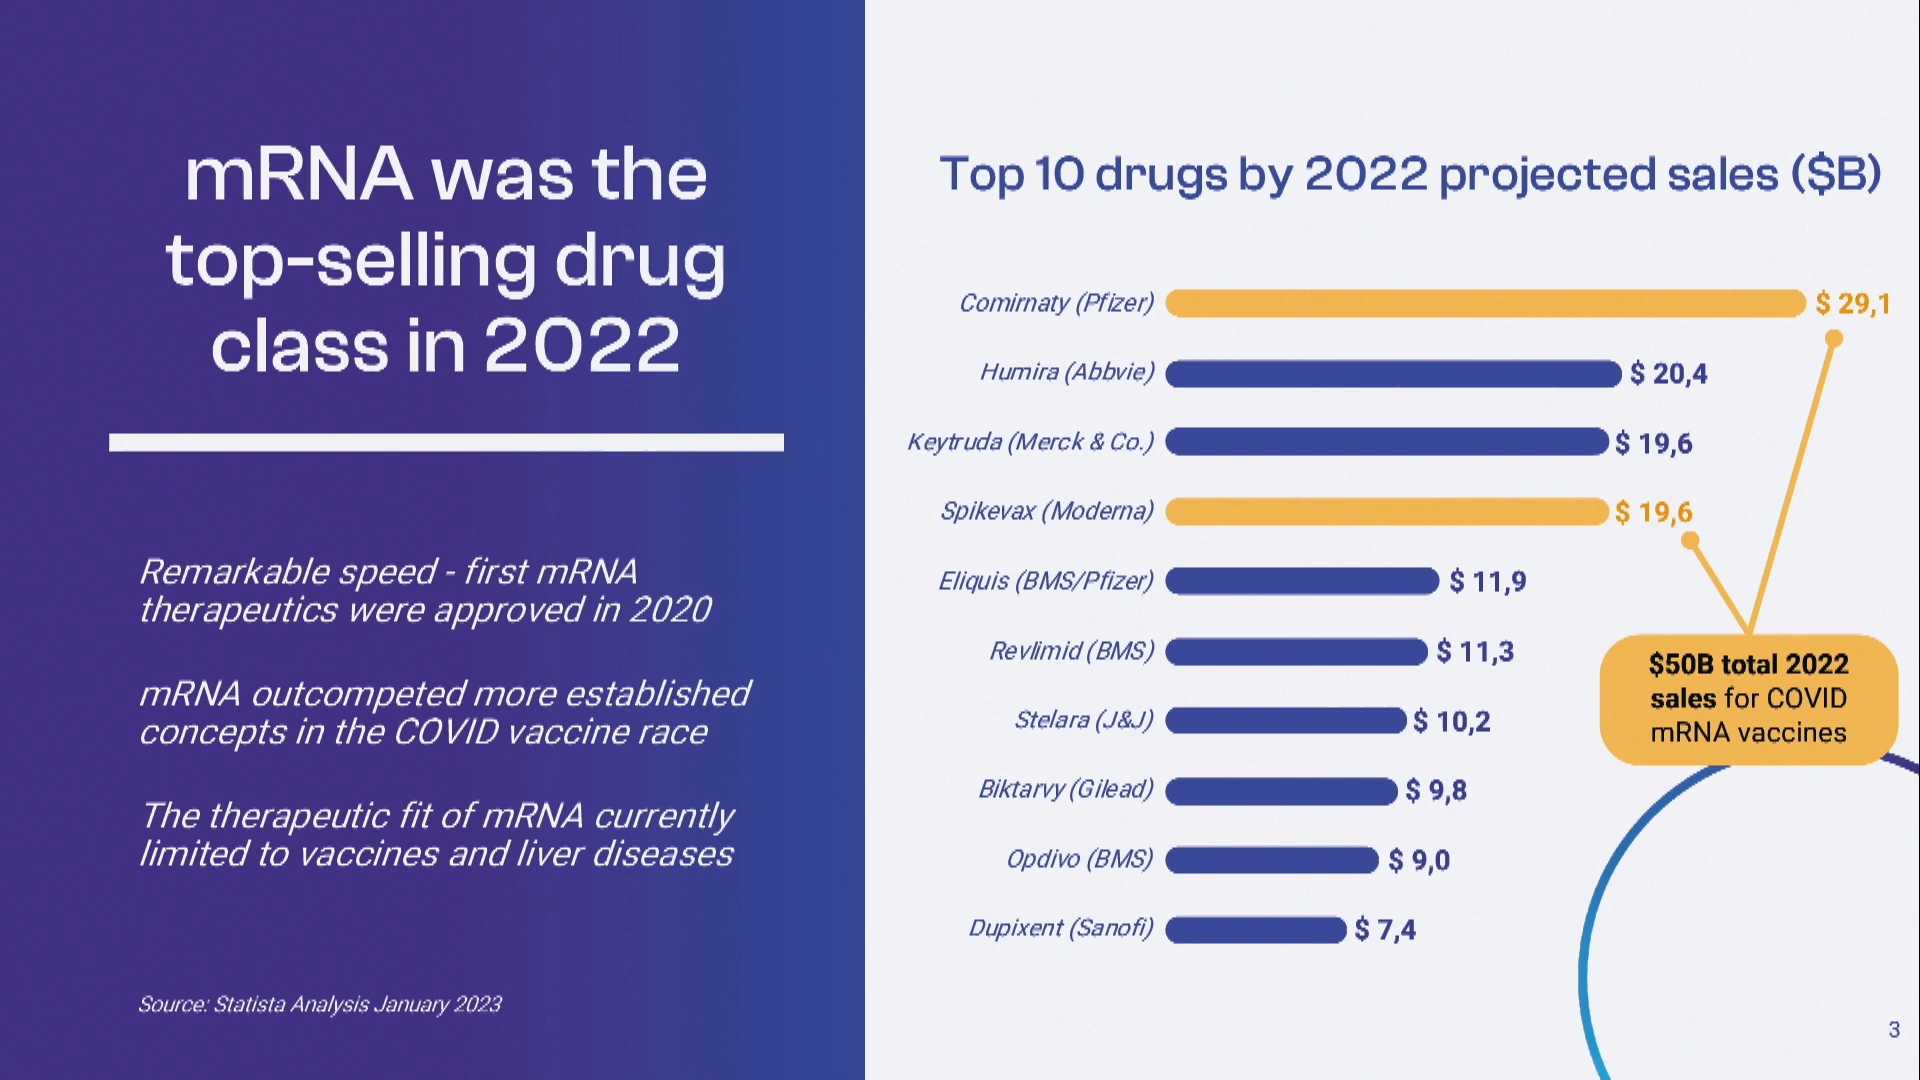 mRNA was the
top-selling drug
class in 2022
Remarkable speed - first mRNA
therapeutics were approved in 2020
mRNA outcompeted more established
concepts in the COVID vaccine race
The therapeutic fit of mRNA currently
limited to vaccines and liver diseases
Source: Statista Analysis January 2023
Top 10 drugs by 2022 projected sales ($B)
Comirnaty (Pfizer) $ 29,1
Humira (Abbvie) $ 20,4
Keytruda (Merck & Co.) $ 19,6
Spikevax (Moderna) $ 19,6
Eliquis (BMS/Pfizer) $ 11,9
Revlimid (BMS) $ 11,3
Stelara (J&J) $ 10,2
Biktarvy (Gilead) $ 9,8
Opdivo (BMS) $ 9,0
Dupixent (Sanofi) $ 7,4
$50B total 2022
sales for COVID
mRNA vaccines
3